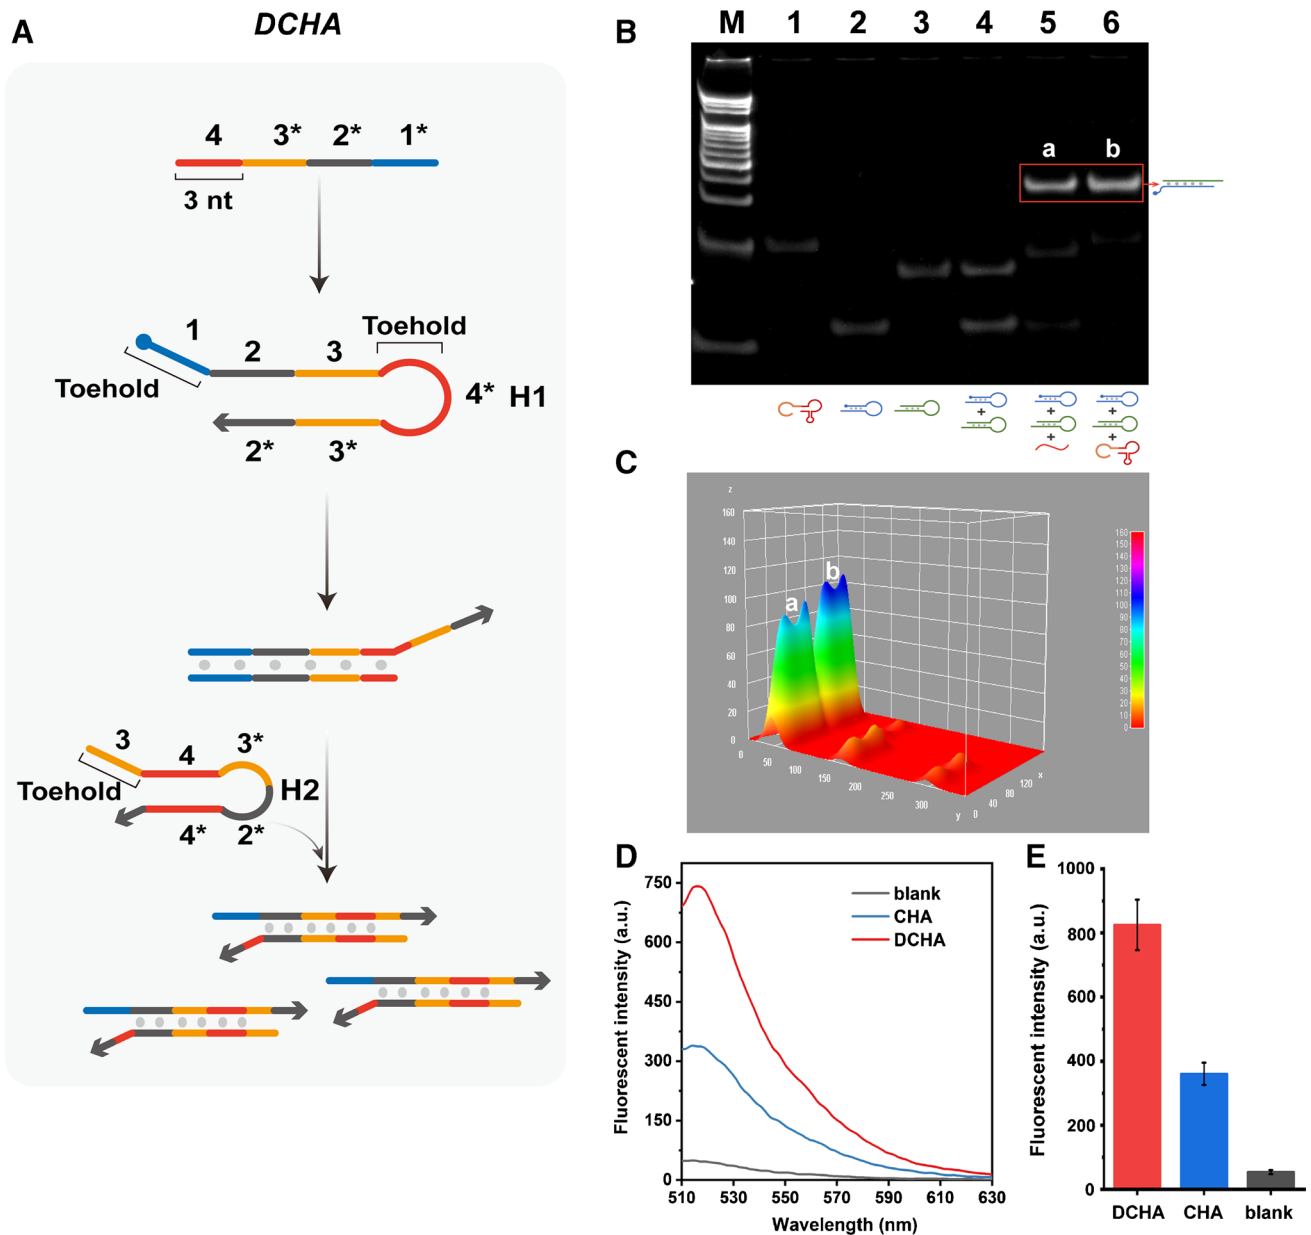 A
DCHA
4 3* 2* 1*
3 nt
Toehold
1
2 3
Toehold
4* H1
2* 3*
3 4 3*
Toehold
H2
4* 2*
B
M 1 2 3 4 5 6
a b
+ + +
+ +
C
z
160
140
120
100
80
60
40
20
0
a b
0 50 100 150 200 250 300
y
0 40 80 120
x
160
150
140
130
120
110
100
90
80
70
60
50
40
30
20
10
0
D
Fluorescent intensity (a.u.)
750
600
450
300
150
0
blank
CHA
DCHA
510 530 550 570 590 610 630
Wavelength (nm)
E
Fluorescent intensity (a.u.)
1000
800
600
400
200
0
DCHA CHA blank